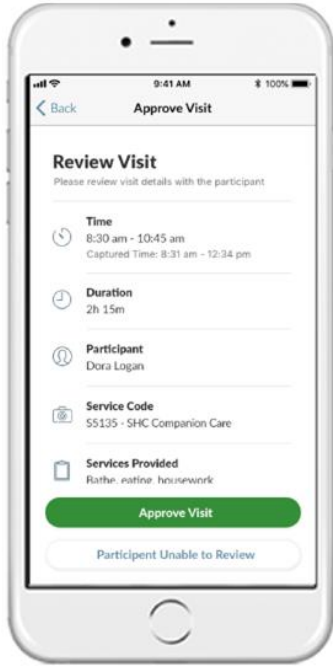 9:41 AM
100%
Back
Approve Visit
Review Visit
Please review visit details with the participant
Time
8:30 am - 10:45 am
Captured Time: 8:31 am - 12:34 pm
Duration
2h 15m
Participant
Dora Logan
Service Code
S5135 - SHC Companion Care
Services Provided
Bathe, eating, housework
Approve Visit
Participent Unable to Review